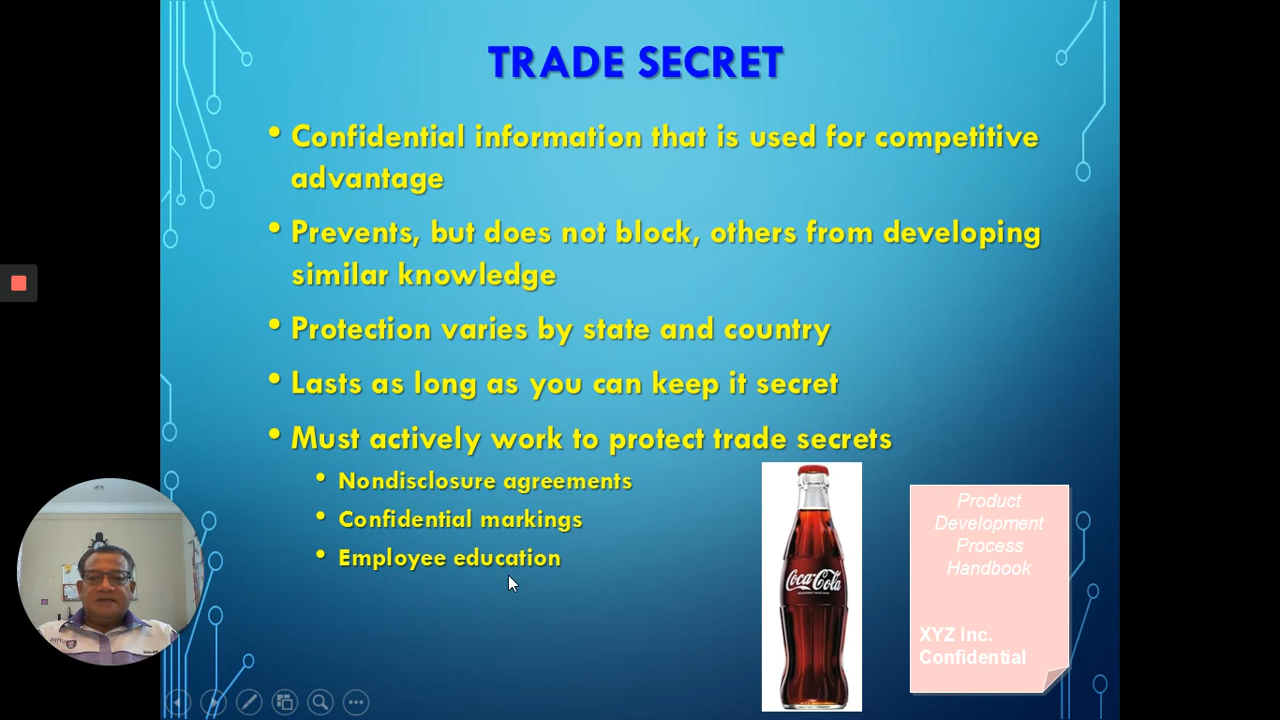 TRADE SECRET
• Confidential information that is used for competitive
advantage
• Prevents, but does not block, others from developing
similar knowledge
• Protection varies by state and country
• Lasts as long as you can keep it secret
• Must actively work to protect trade secrets
• Nondisclosure agreements
• Confidential markings
• Employee education
Coca-Cola
Product
Development
Process
Handbook
XYZ Inc.
Confidential